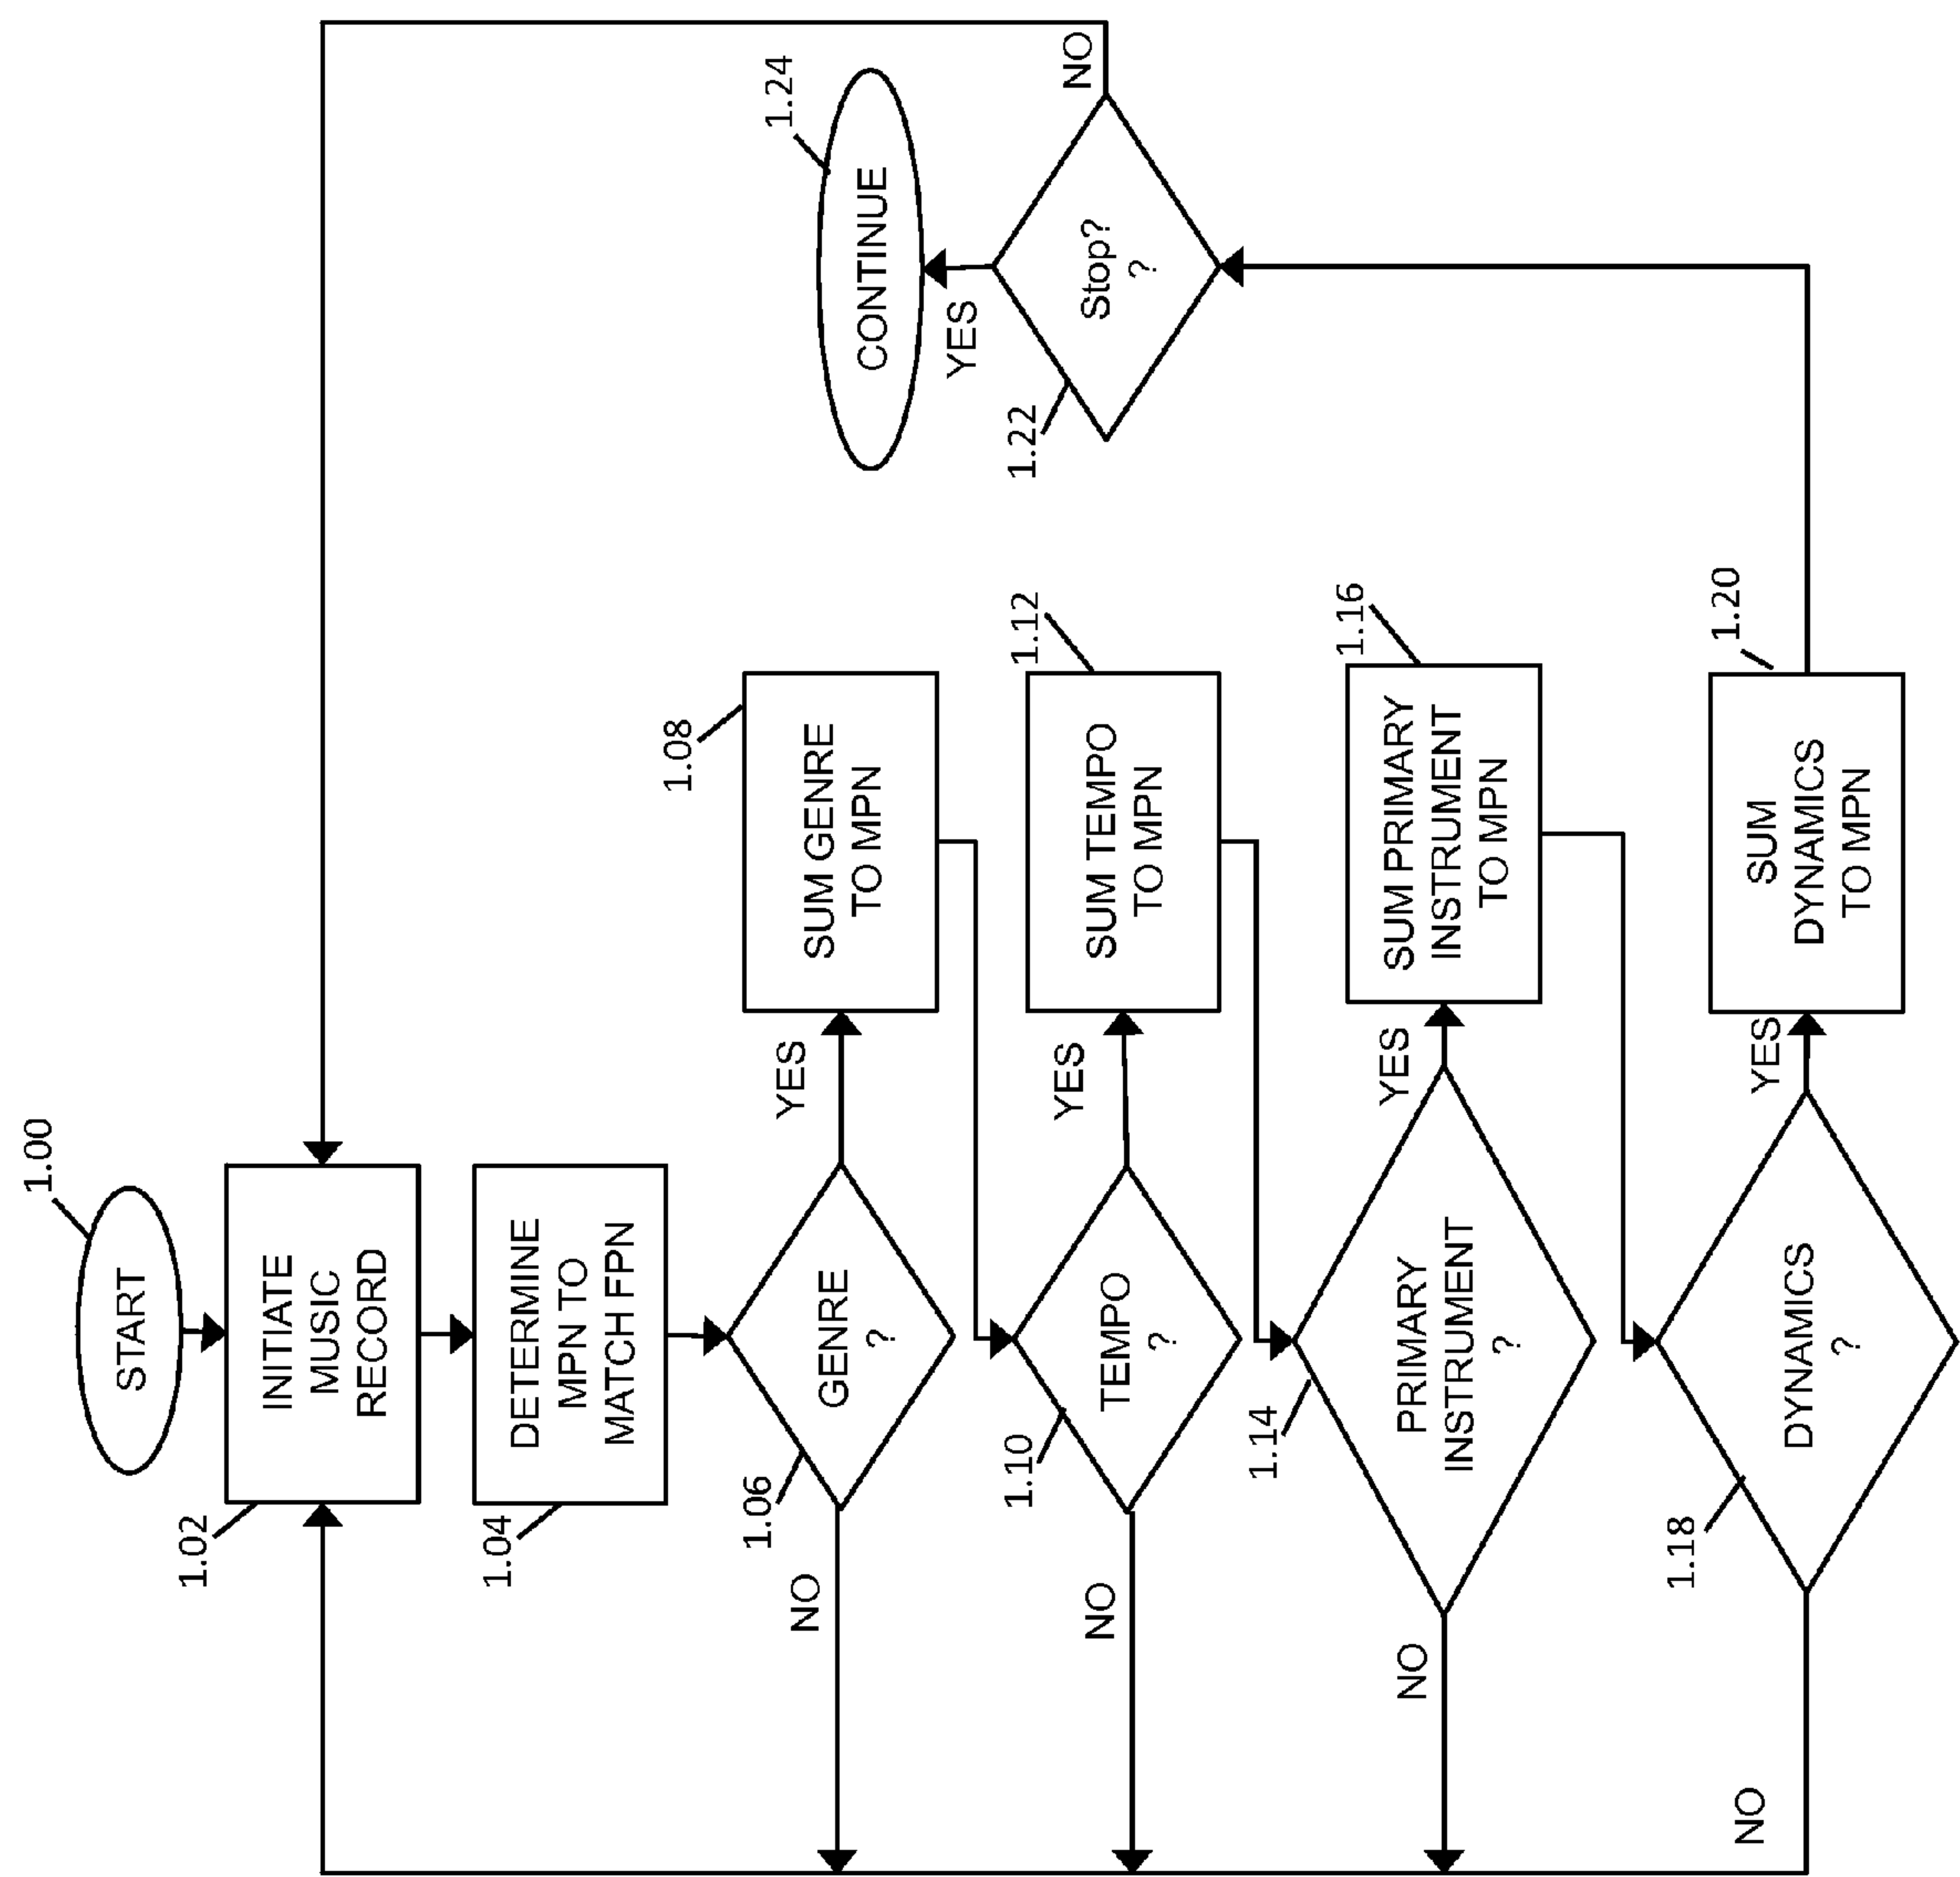 1.00
START
1.02
INITIATE
MUSIC
RECORD
1.04
DETERMINE
MPN TO
MATCH FPN
1.06
GENRE
?
NO
YES
1.08
SUM GENRE
TO MPN
1.10
TEMPO
?
NO
YES
1.12
SUM TEMPO
TO MPN
1.14
PRIMARY
INSTRUMENT
?
NO
YES
1.16
SUM PRIMARY
INSTRUMENT
TO MPN
1.18
DYNAMICS
?
NO
YES
1.20
SUM
DYNAMICS
TO MPN
1.22
Stop?
?
NO
YES
1.24
CONTINUE